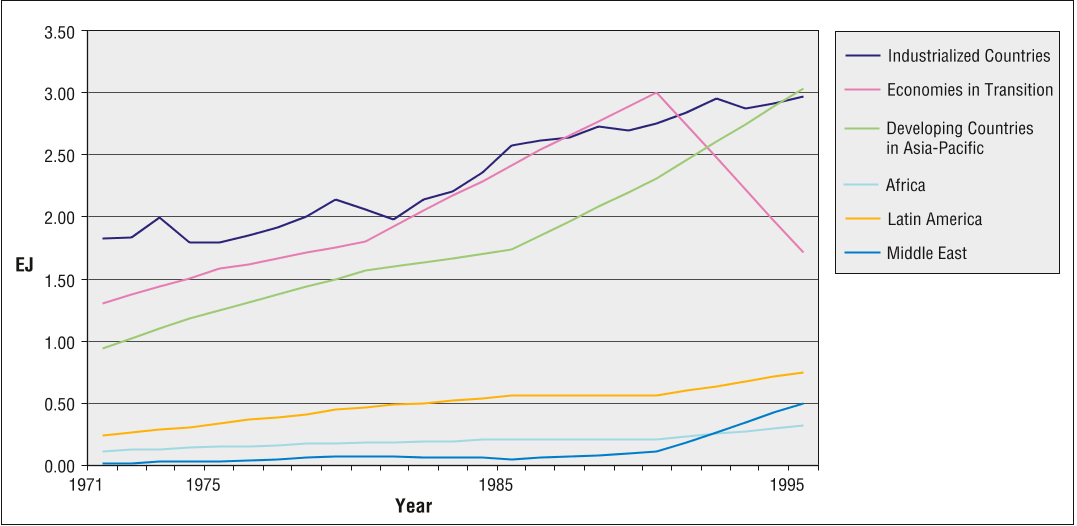 3.50
3.00
2.50
2.00
1.50
1.00
0.50
0.00
EJ
1971
1975
1985
1995
Year
Industrialized Countries
Economies in Transition
Developing Countries
in Asia-Pacific
Africa
Latin America
Middle East